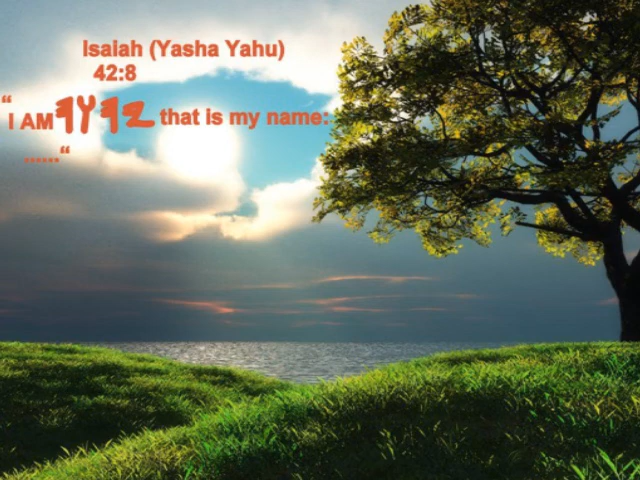 Isaiah (Yasha Yahu)
42:8
“I AM 𐤉𐤄𐤅𐤄 that is my name:
......“